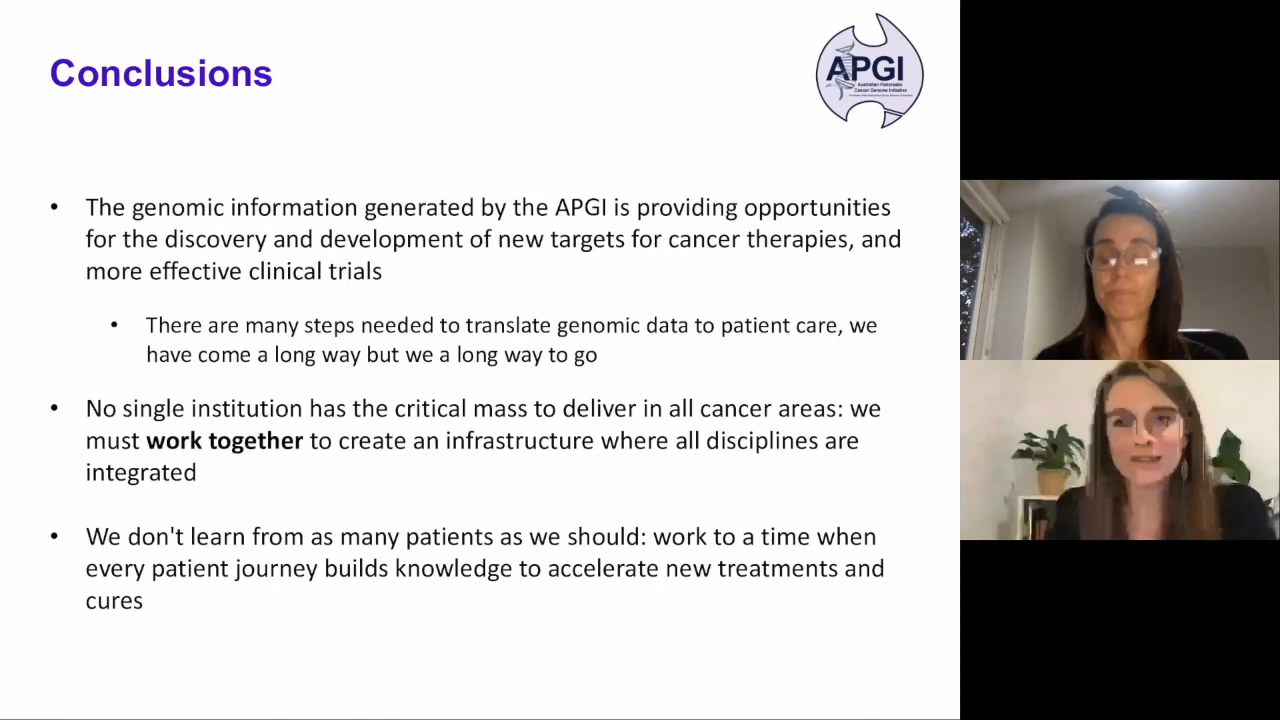 Conclusions
APGI
Australian Pancreatic
Cancer Genome Initiative
• The genomic information generated by the APGI is providing opportunities
for the discovery and development of new targets for cancer therapies, and
more effective clinical trials
• There are many steps needed to translate genomic data to patient care, we
have come a long way but we a long way to go
• No single institution has the critical mass to deliver in all cancer areas: we
must work together to create an infrastructure where all disciplines are
integrated
• We don't learn from as many patients as we should: work to a time when
every patient journey builds knowledge to accelerate new treatments and
cures